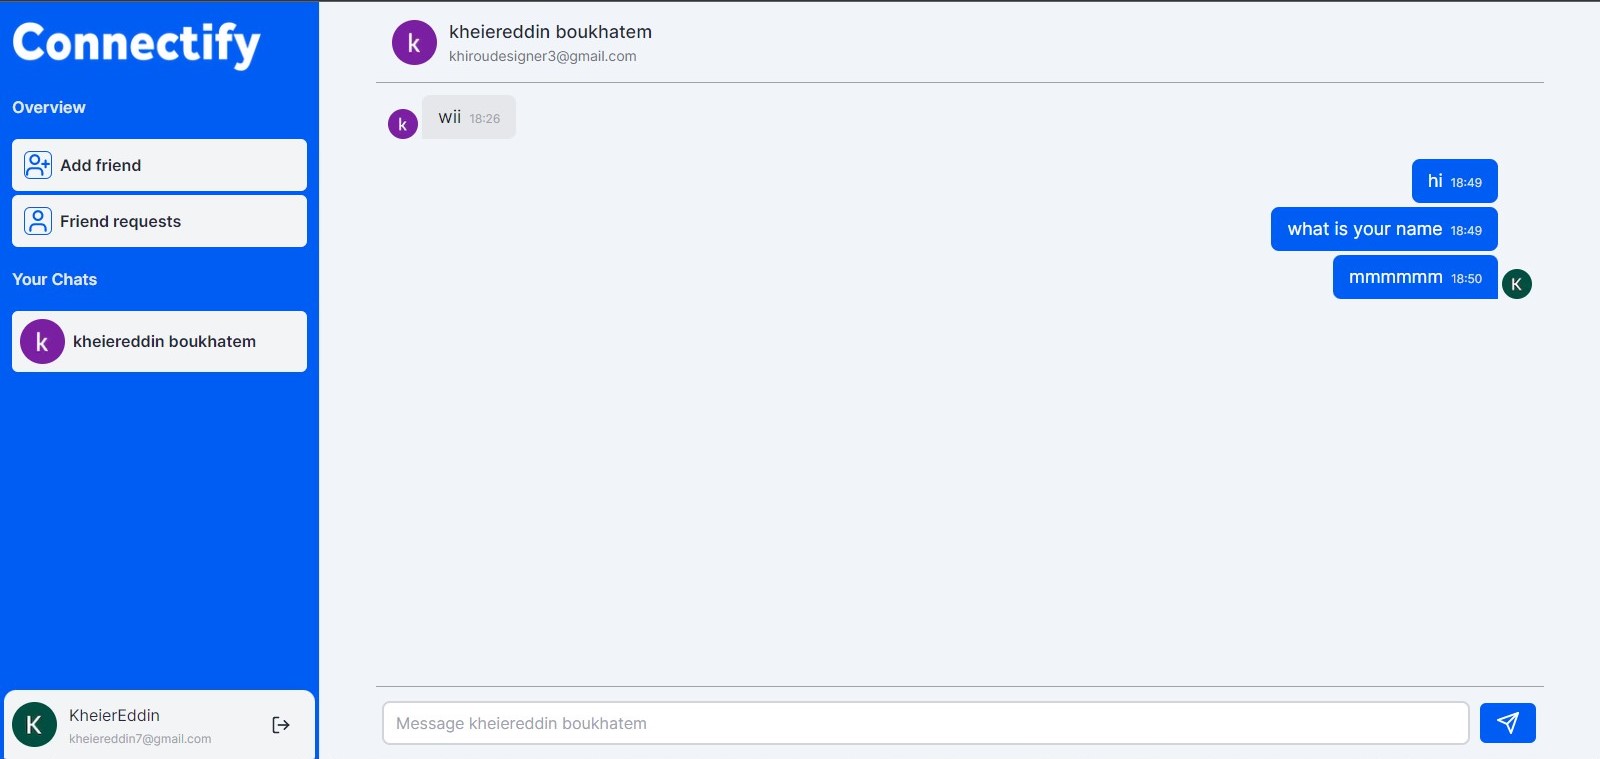 Connectify
Overview
Add friend
Friend requests
Your Chats
k
kheiereddin boukhatem
K
KheierEddin
kheiereddin7@gmail.com
k
kheiereddin boukhatem
khiroudesigner3@gmail.com
k
wii 18:26
hi 18:49
what is your name 18:49
mmmmmm 18:50
K
Message kheiereddin boukhatem